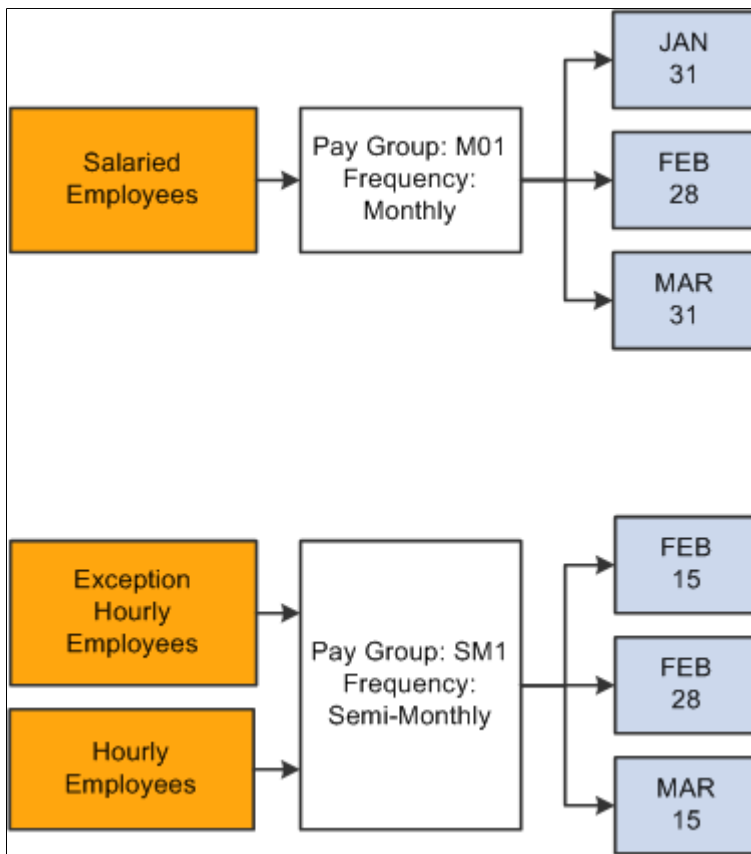 Salaried
Employees
Pay Group: M01
Frequency:
Monthly
JAN
31
FEB
28
MAR
31
Exception
Hourly
Employees
Hourly
Employees
Pay Group: SM1
Frequency:
Semi-Monthly
FEB
15
FEB
28
MAR
15